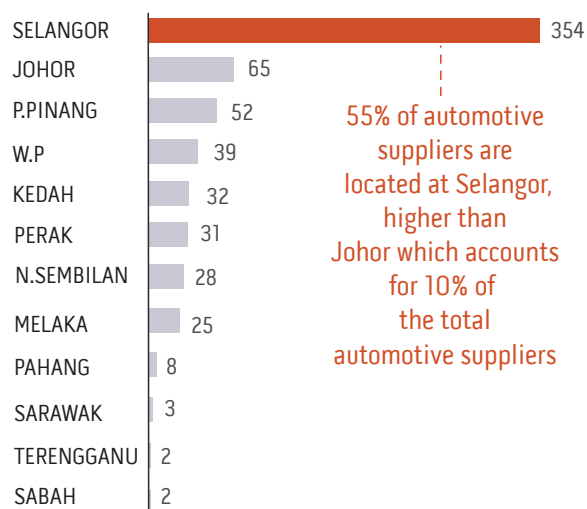 SELANGOR 354
JOHOR 65
P.PINANG 52
W.P 39
KEDAH 32
PERAK 31
N.SEMBILAN 28
MELAKA 25
PAHANG 8
SARAWAK 3
TERENGGANU 2
SABAH 2
55% of automotive
suppliers are
located at Selangor,
higher than
Johor which accounts
for 10% of
the total
automotive suppliers